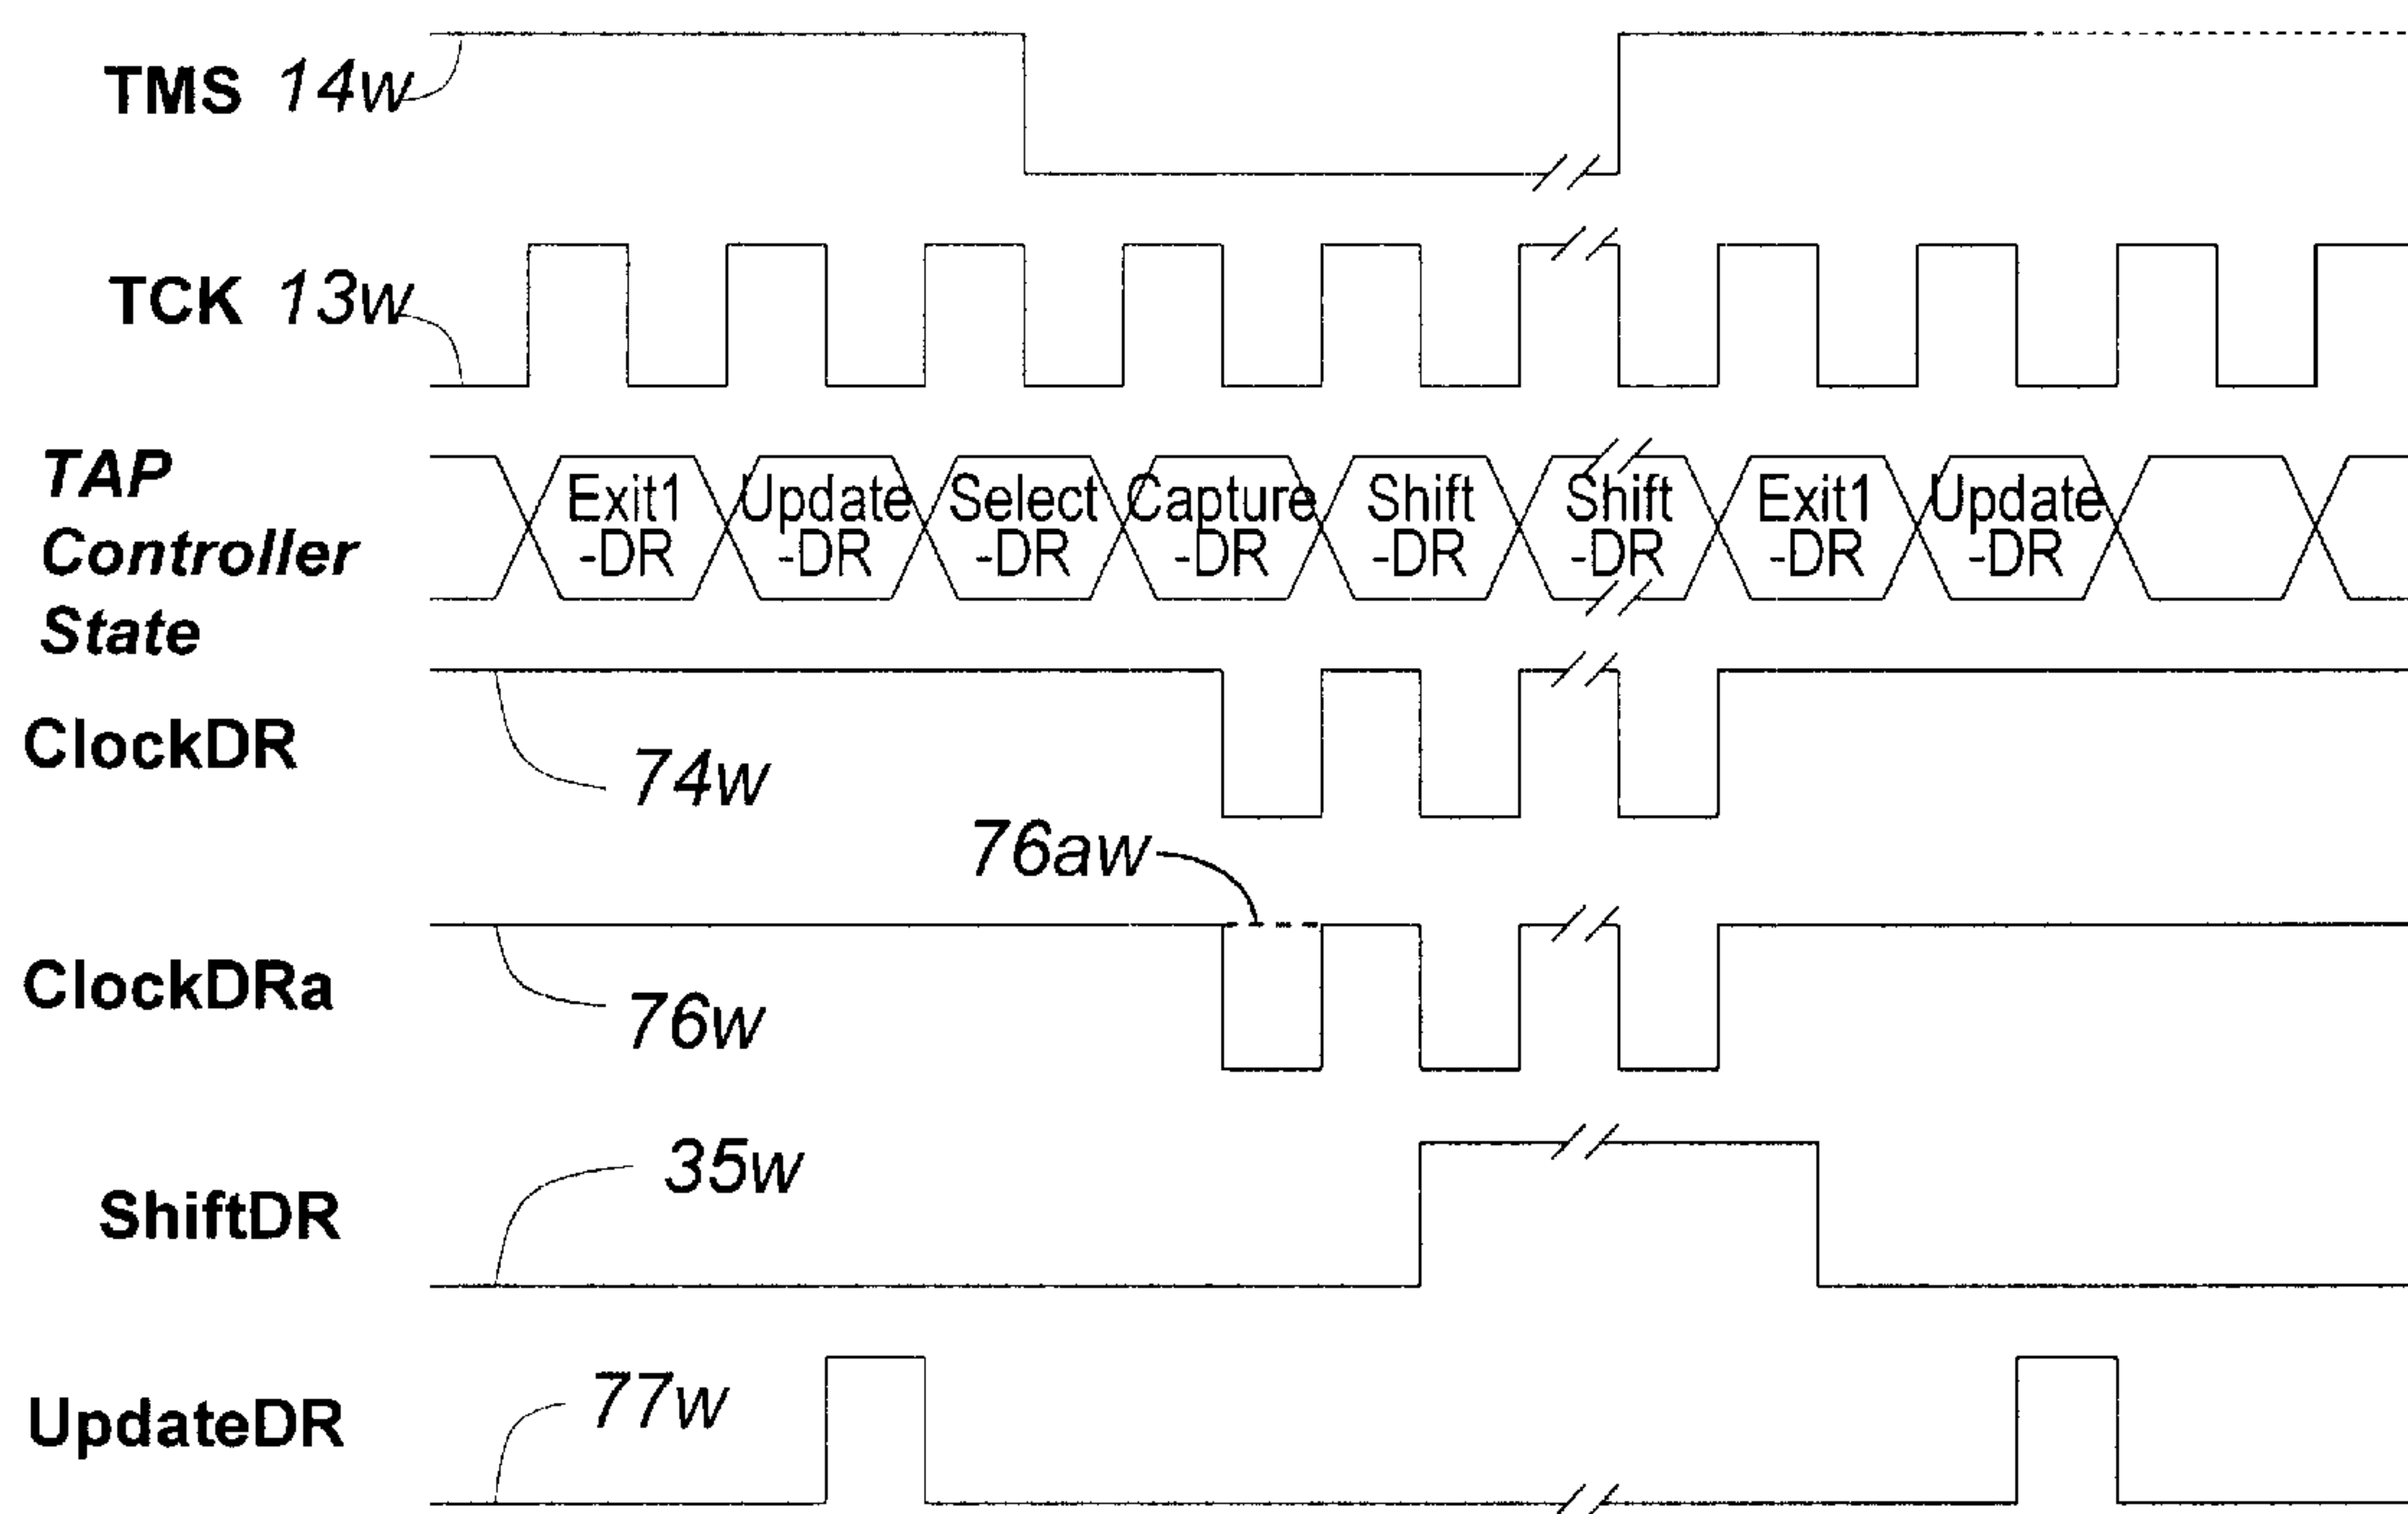 TMS 14w
TCK 13w
TAP
Controller
State
Exit1
-DR
Update
-DR
Select
-DR
Capture
-DR
Shift
-DR
Shift
-DR
Exit1
-DR
Update
-DR
ClockDR
74w
76aw
ClockDRa
76w
ShiftDR
35w
UpdateDR
77w